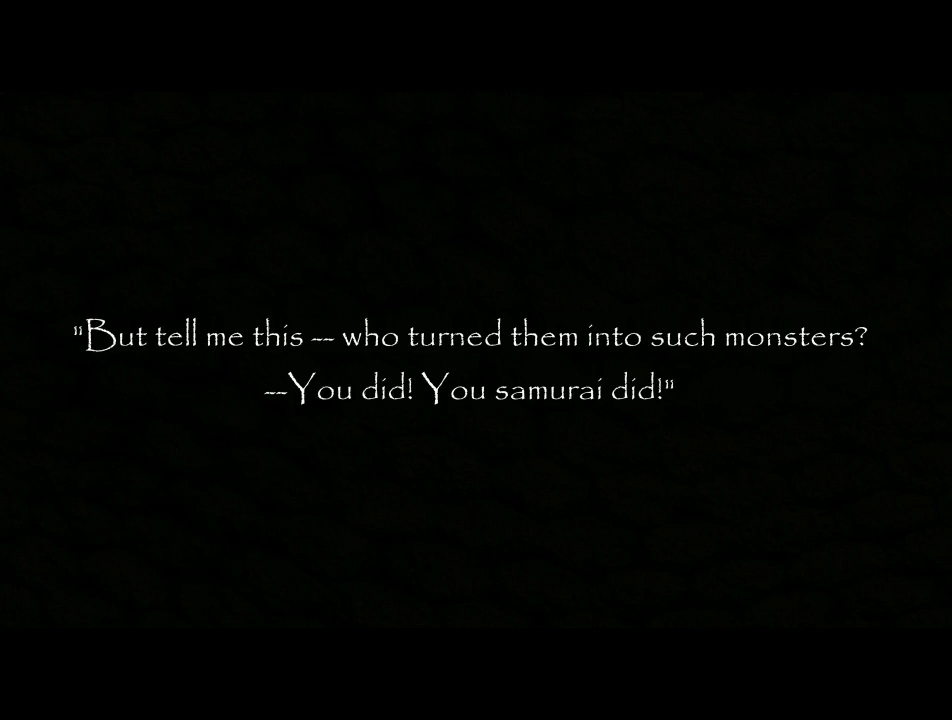 "But tell me this -- who turned them into such monsters?
--You did! You samurai did!"